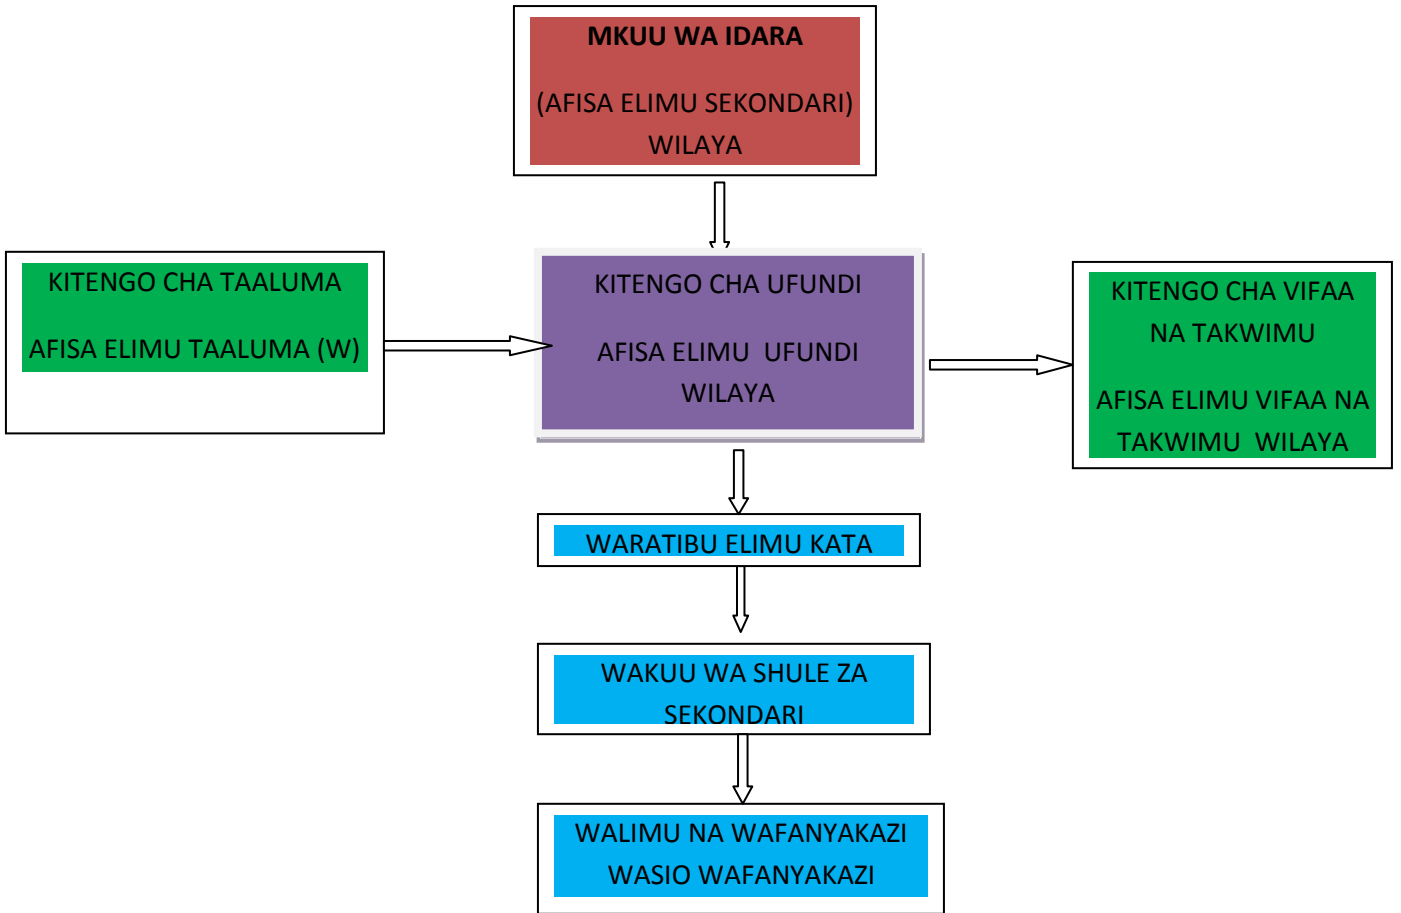 MKUU WA IDARA
(AFISA ELIMU SEKONDARI)
WILAYA
KITENGO CHA TAALUMA
AFISA ELIMU TAALUMA (W)
KITENGO CHA UFUNDI
AFISA ELIMU UFUNDI
WILAYA
KITENGO CHA VIFAA
NA TAKWIMU
AFISA ELIMU VIFAA NA
TAKWIMU WILAYA
WARATIBU ELIMU KATA
WAKUU WA SHULE ZA
SEKONDARI
WALIMU NA WAFANYAKAZI
WASIO WAFANYAKAZI